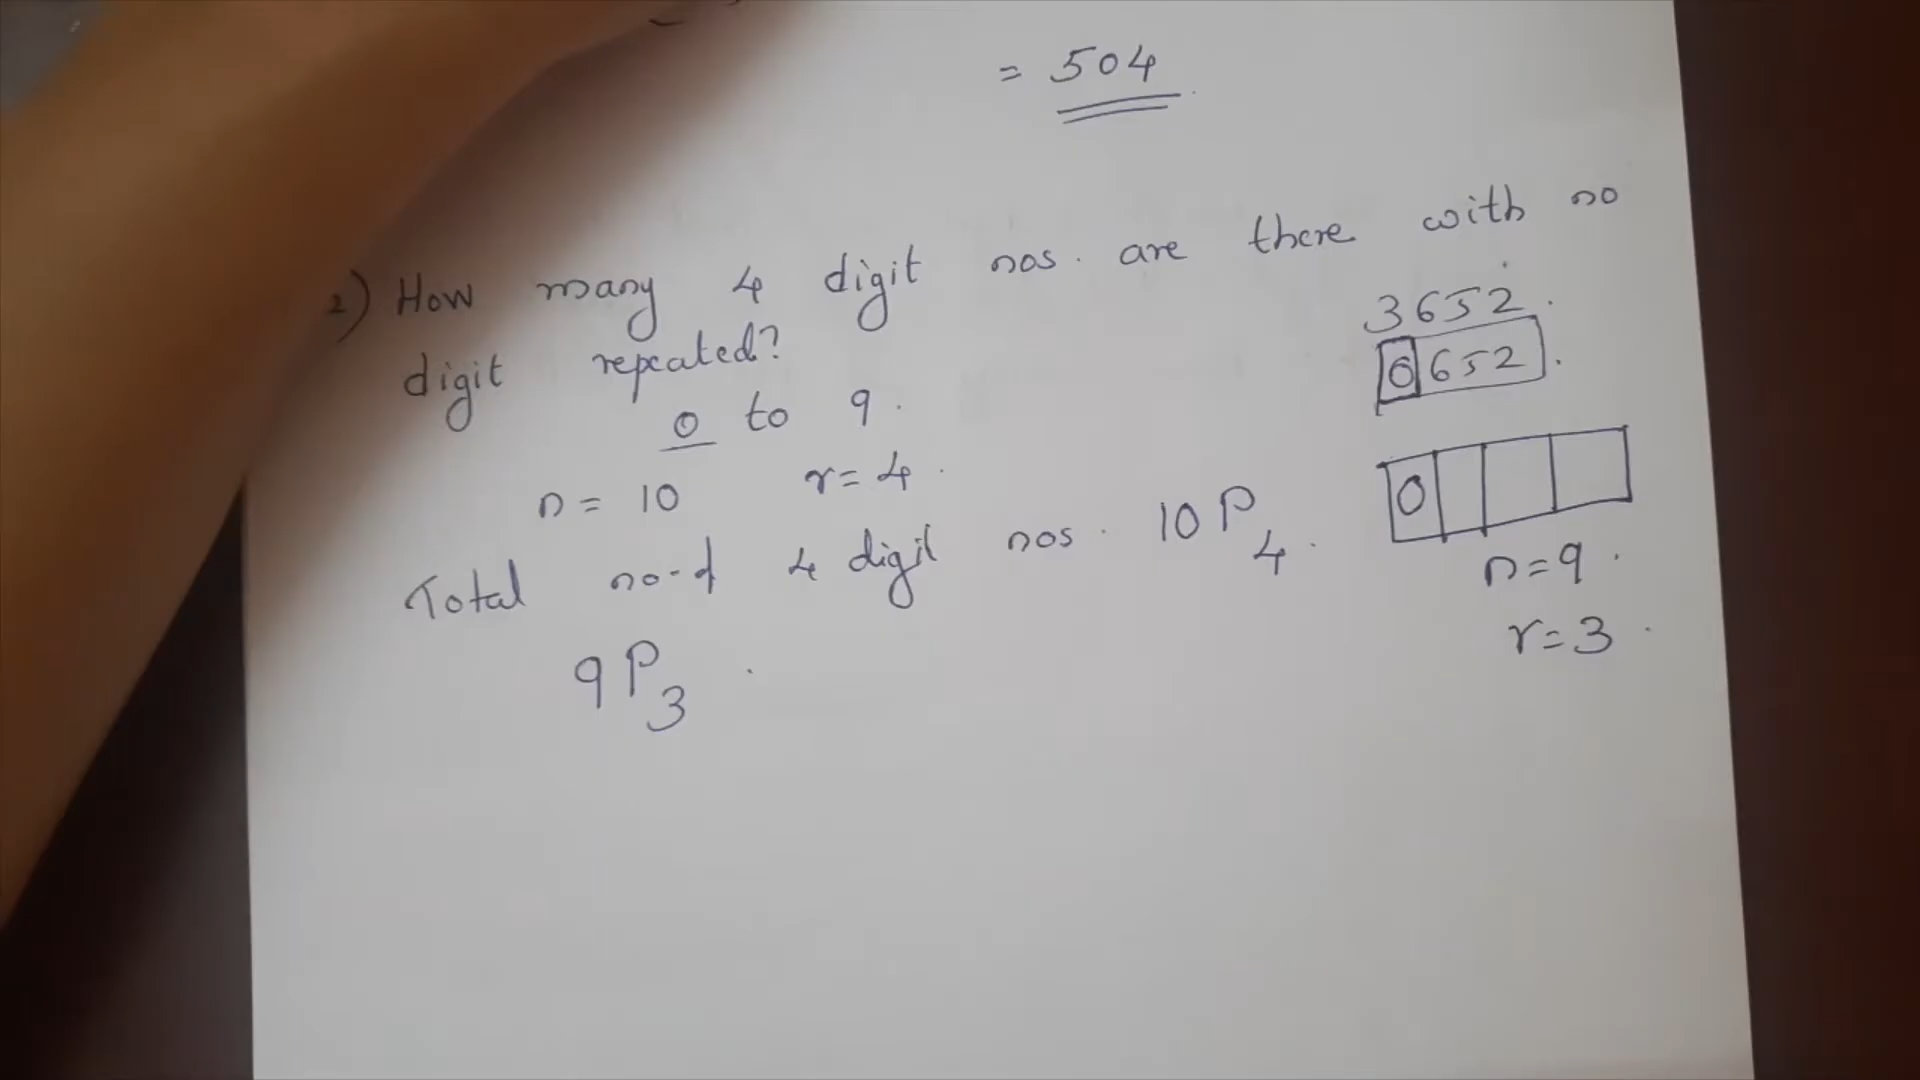 = 504
2) How many 4 digit nos. are there with no
digit repeated?
3652.
0652.
0 to 9.
n = 10 r = 4.
0
Total no. of 4 digit nos. 10P4.
n = 9.
r = 3.
9P3.